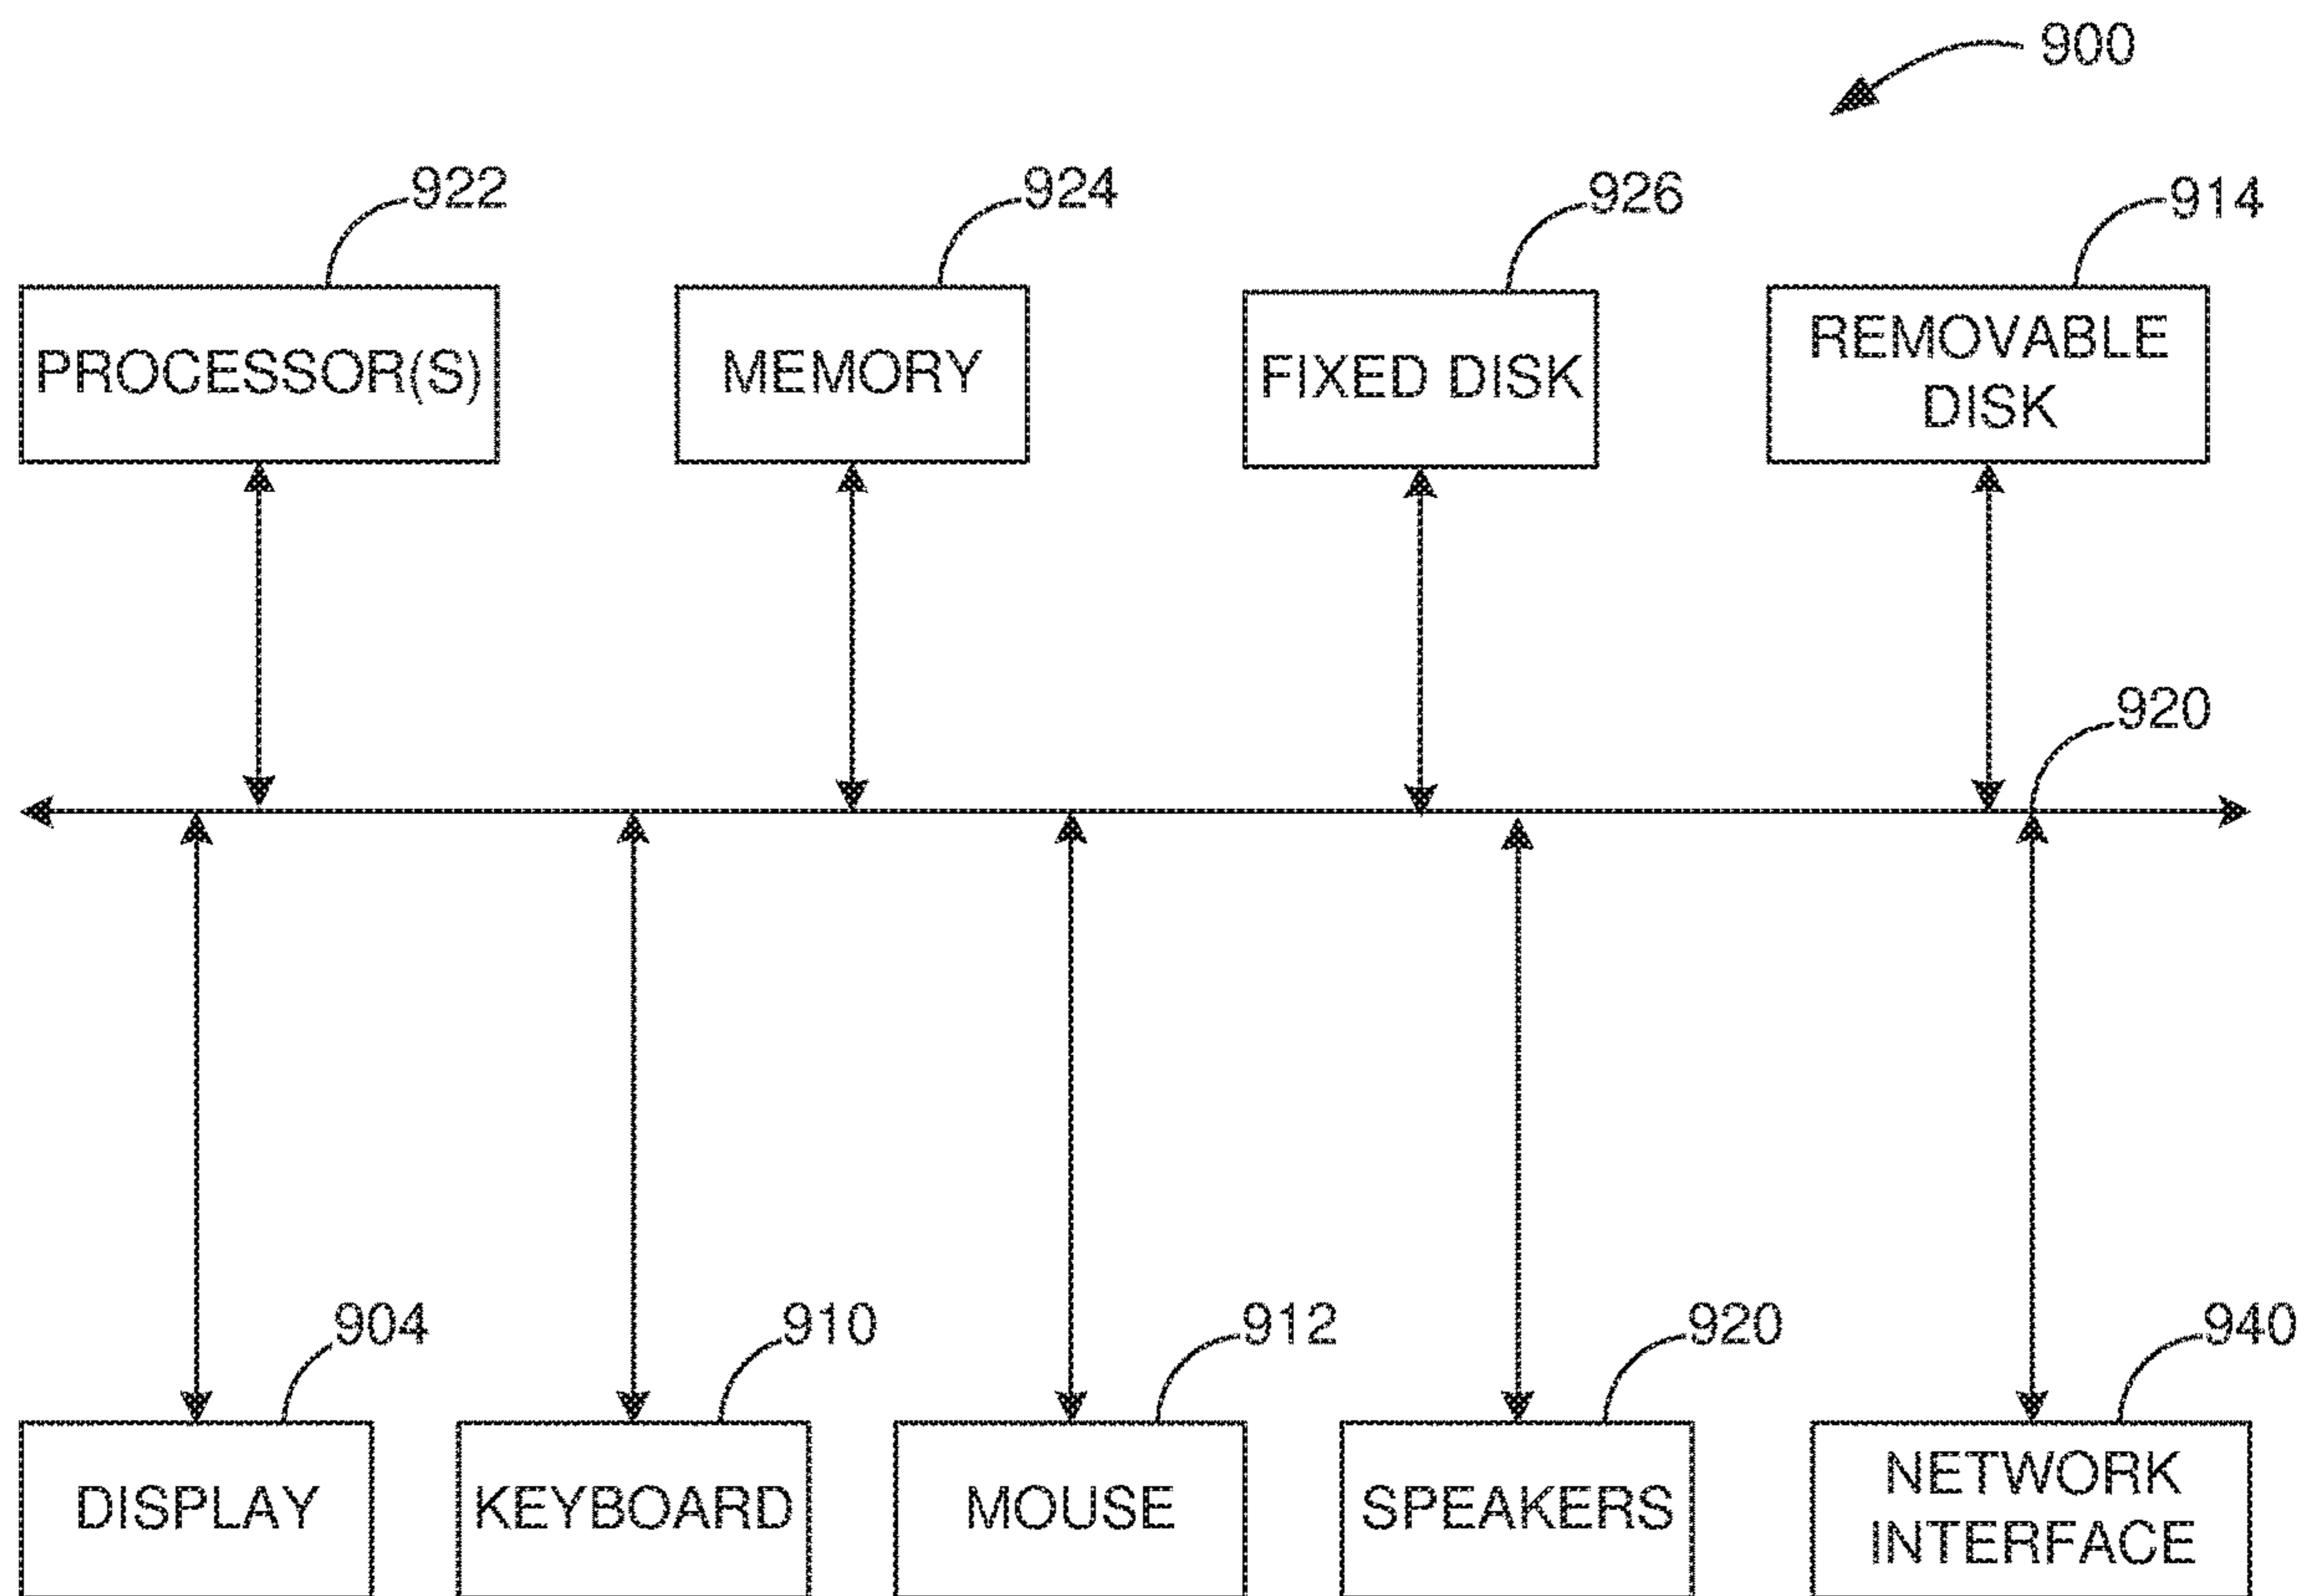 900
922
924
926
914
PROCESSOR(S)
MEMORY
FIXED DISK
REMOVABLE
DISK
920
904
910
912
920
940
DISPLAY
KEYBOARD
MOUSE
SPEAKERS
NETWORK
INTERFACE